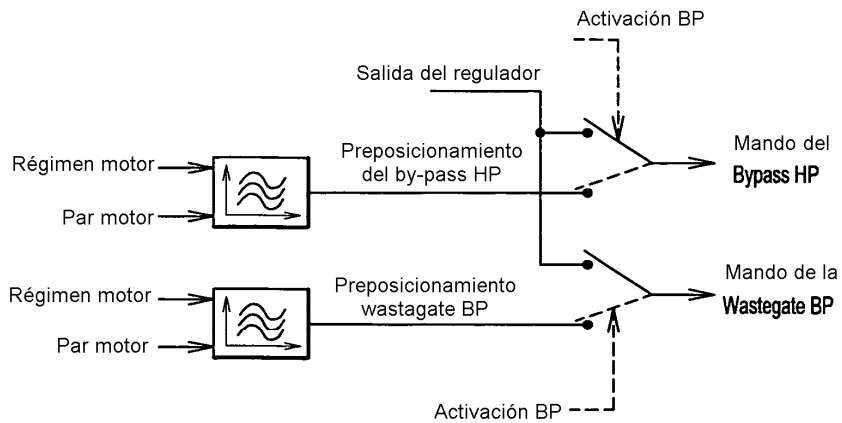 Activación BP
Salida del regulador
Régimen motor
Par motor
Preposicionamiento
del by-pass HP
Mando del
Bypass HP
Régimen motor
Par motor
Preposicionamiento
wastagate BP
Mando de la
Wastegate BP
Activación BP